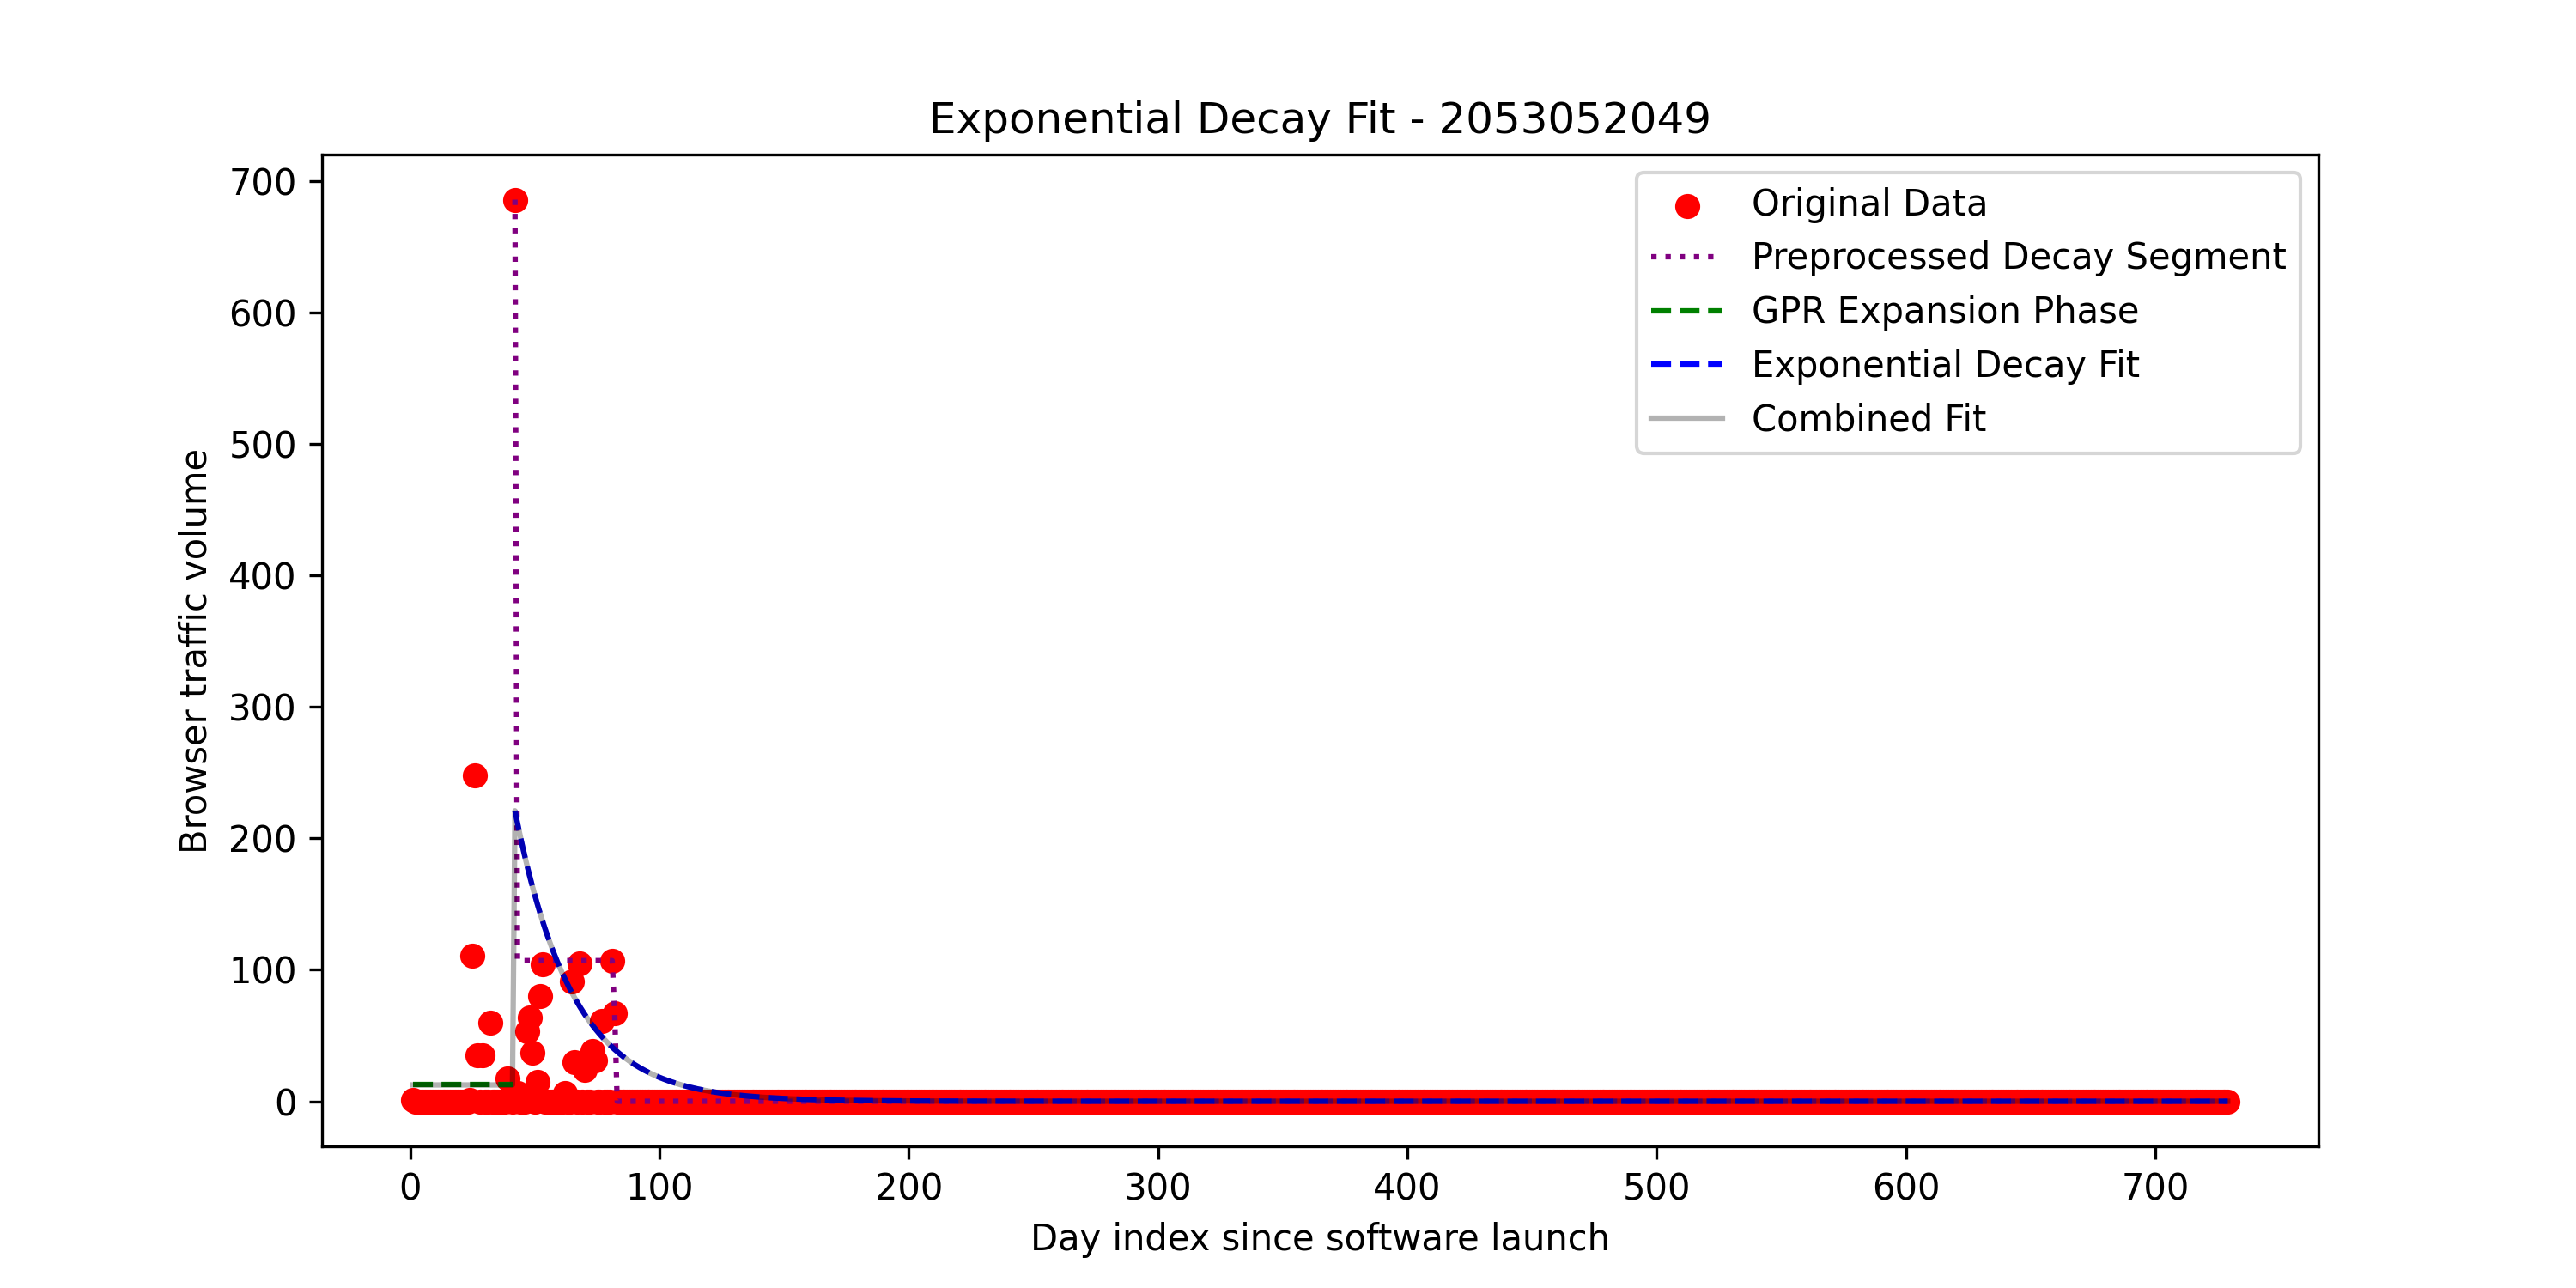 Exponential Decay Fit - 2053052049
Original Data
Preprocessed Decay Segment
GPR Expansion Phase
Exponential Decay Fit
Combined Fit
Browser traffic volume
700
600
500
400
300
200
100
0
0 100 200 300 400 500 600 700
Day index since software launch